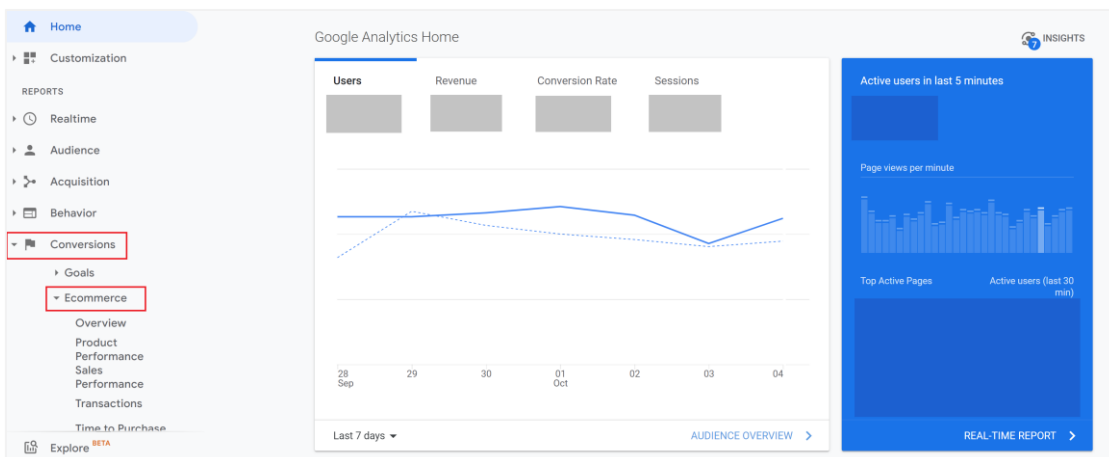 Home
Customization
REPORTS
Realtime
Audience
Acquisition
Behavior
Conversions
Goals
Ecommerce
Overview
Product
Performance
Sales
Performance
Transactions
Time to Purchase
Explore BETA
Google Analytics Home
7 INSIGHTS
Users Revenue Conversion Rate Sessions
28 29 30 01 02 03 04
Sep Oct
Last 7 days AUDIENCE OVERVIEW
Active users in last 5 minutes
Page views per minute
Top Active Pages Active users (last 30
min)
REAL-TIME REPORT